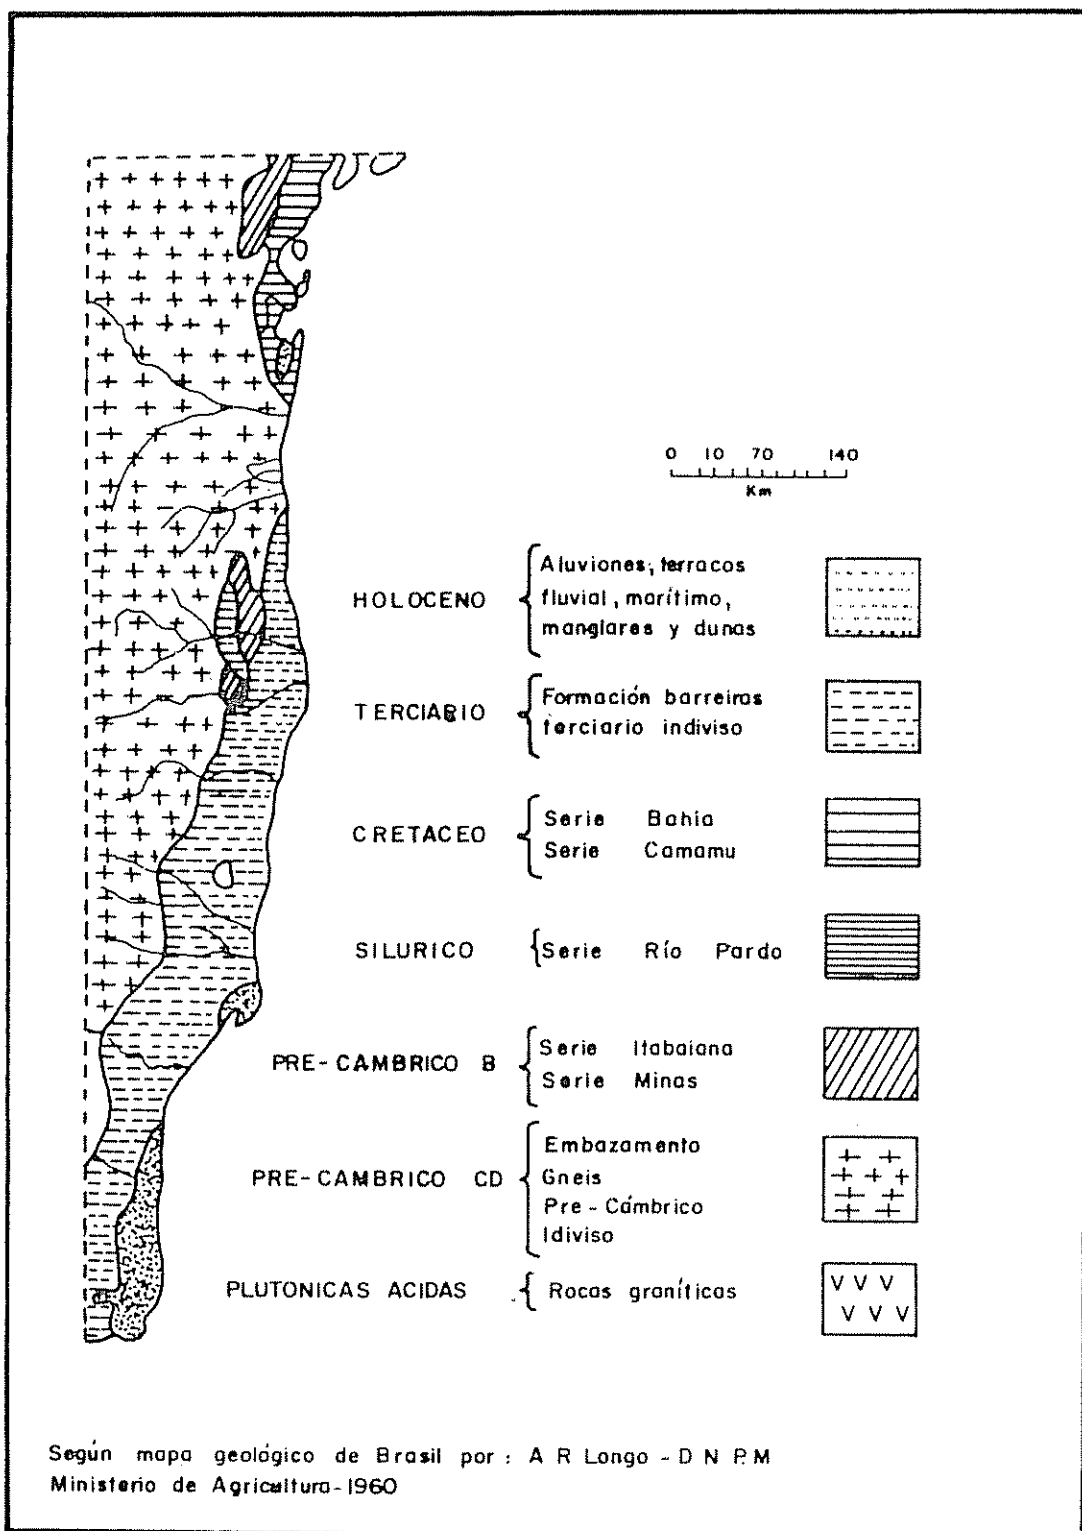 0 10 70 140
Km
HOLOCENO
Aluviones, terracos
fluvial, marítimo,
manglares y dunas
TERCIARIO
Formación barreiras
terciario indiviso
CRETACEO
Serie Bahia
Serie Camamu
SILURICO
Serie Río Pardo
PRE-CAMBRICO B
Serie Itabaiana
Serie Minas
PRE-CAMBRICO CD
Embazamento
Gneis
Pre-Cámbrico
Idiviso
PLUTONICAS ACIDAS
Rocas graníticas
V V V
V V V
Según mapa geológico de Brasil por: A R Longo - D N P.M
Ministerio de Agricultura-1960